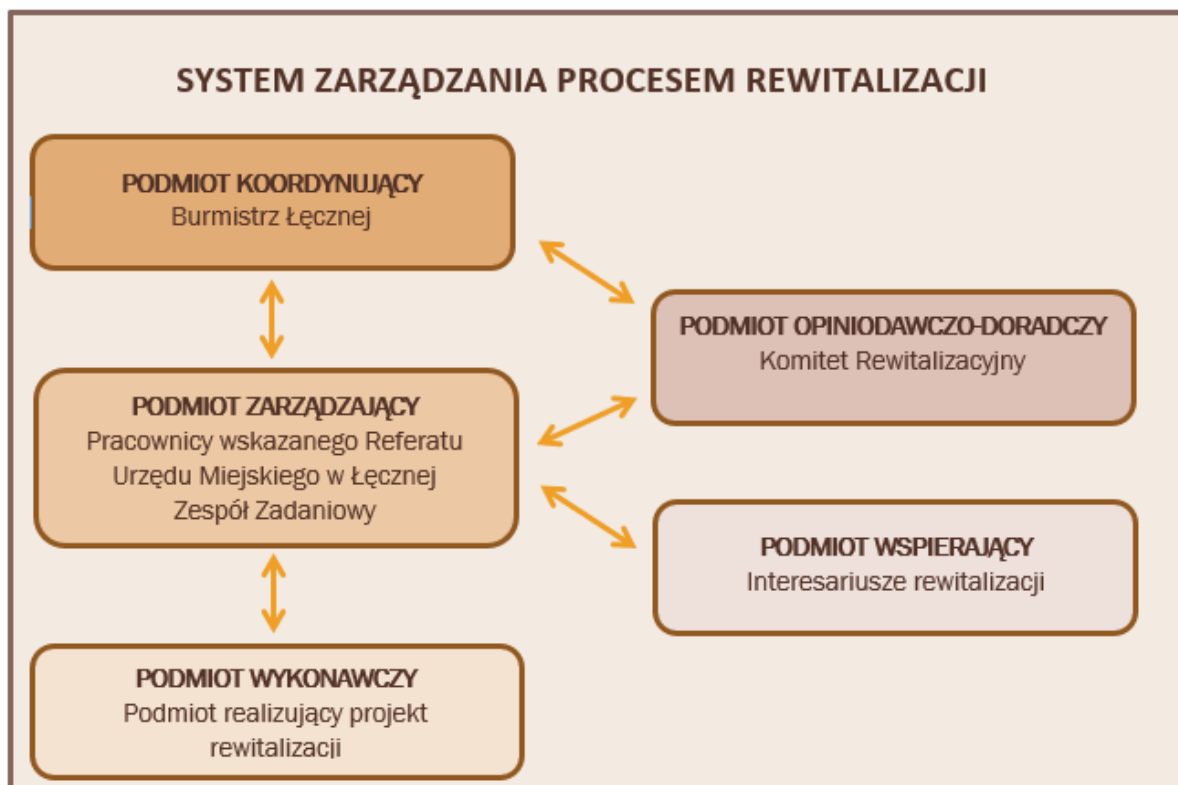 SYSTEM ZARZĄDZANIA PROCESEM REWITALIZACJI
PODMIOT KOORDYNUJĄCY
Burmistrz Łęcznej
PODMIOT OPINIODAWCZO-DORADCZY
Komitet Rewitalizacyjny
PODMIOT ZARZĄDZAJĄCY
Pracownicy wskazanego Referatu
Urzędu Miejskiego w Łęcznej
Zespół Zadaniowy
PODMIOT WSPIERAJĄCY
Interesariusze rewitalizacji
PODMIOT WYKONAWCZY
Podmiot realizujący projekt
rewitalizacji